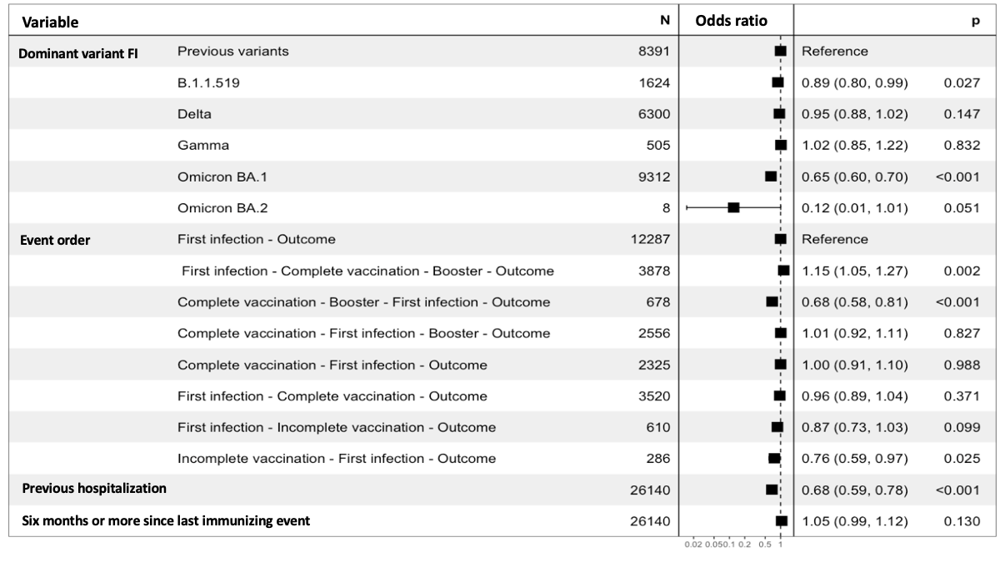 Variable N Odds ratio p
Dominant variant FI Previous variants 8391 Reference
B.1.1.519 1624 0.89 (0.80, 0.99) 0.027
Delta 6300 0.95 (0.88, 1.02) 0.147
Gamma 505 1.02 (0.85, 1.22) 0.832
Omicron BA.1 9312 0.65 (0.60, 0.70) <0.001
Omicron BA.2 8 0.12 (0.01, 1.01) 0.051
Event order First infection - Outcome 12287 Reference
First infection - Complete vaccination - Booster - Outcome 3878 1.15 (1.05, 1.27) 0.002
Complete vaccination - Booster - First infection - Outcome 678 0.68 (0.58, 0.81) <0.001
Complete vaccination - First infection - Booster - Outcome 2556 1.01 (0.92, 1.11) 0.827
Complete vaccination - First infection - Outcome 2325 1.00 (0.91, 1.10) 0.988
First infection - Complete vaccination - Outcome 3520 0.96 (0.89, 1.04) 0.371
First infection - Incomplete vaccination - Outcome 610 0.87 (0.73, 1.03) 0.099
Incomplete vaccination - First infection - Outcome 286 0.76 (0.59, 0.97) 0.025
Previous hospitalization 26140 0.68 (0.59, 0.78) <0.001
Six months or more since last immunizing event 26140 1.05 (0.99, 1.12) 0.130
0.02 0.05 0.1 0.2 0.5 1